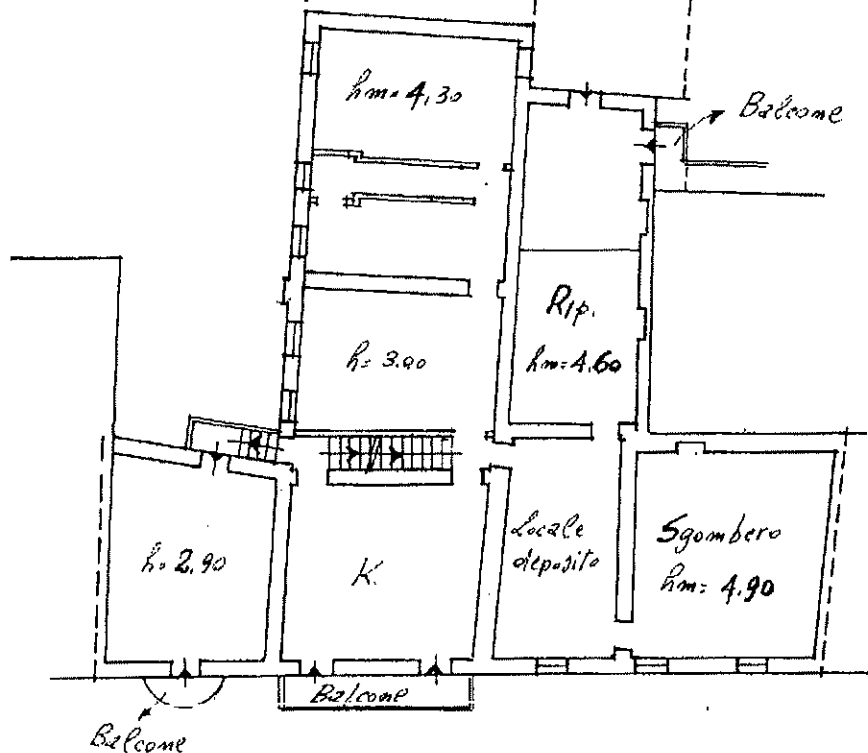 hm= 4,30
Balcone
Rip.
hm= 4.60
h= 3.00
h= 2.90
K.
Locale
deposito
Sgombero
hm= 4.90
Balcone
Balcone